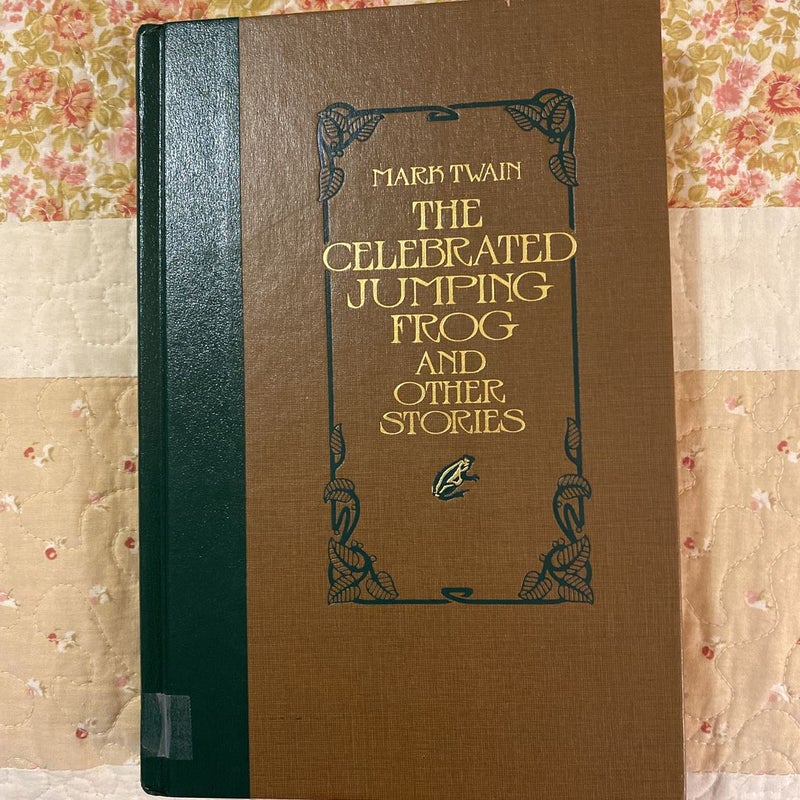 MARK TWAIN
THE
CELEBRATED
JUMPING
FROG
AND
OTHER
STORIES